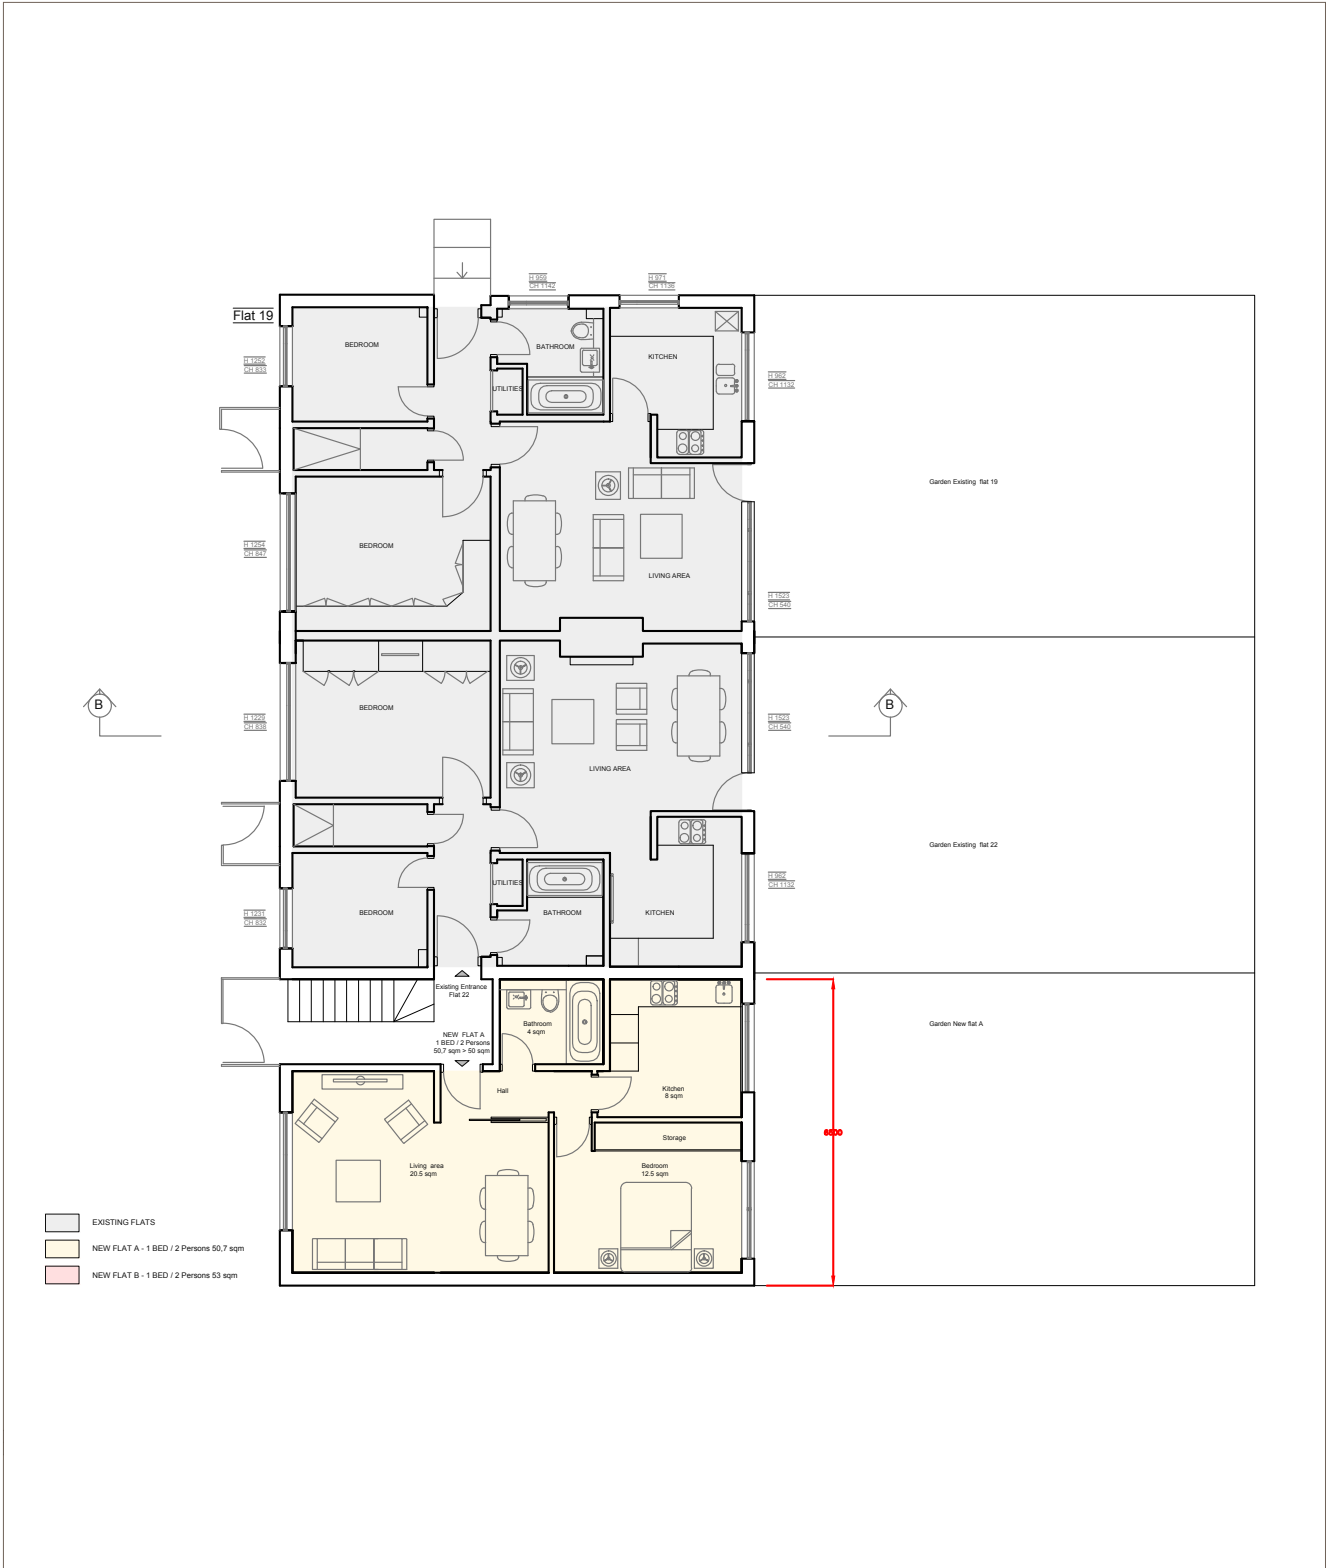 H 959
CH 1142
H 971
CH 1136
Flat 19
BEDROOM
BATHROOM
KITCHEN
H 1252
CH 833
H 962
CH 1132
UTILITIES
Garden Existing flat 19
H 1254
CH 847
BEDROOM
LIVING AREA
H 1523
CH 540
B
BEDROOM
H 1229
CH 838
B
H 1523
CH 540
LIVING AREA
Garden Existing flat 22
UTILITIES
H 962
CH 1132
H 1231
CH 832
BEDROOM
BATHROOM
KITCHEN
Existing Entrance
Flat 22
NEW FLAT A
1 BED / 2 Persons
50,7 sqm > 50 sqm
Bathroom
4 sqm
Garden New flat A
Hall
Kitchen
8 sqm
6800
Storage
Living area
20.5 sqm
Bedroom
12.5 sqm
EXISTING FLATS
NEW FLAT A - 1 BED / 2 Persons 50,7 sqm
NEW FLAT B - 1 BED / 2 Persons 53 sqm